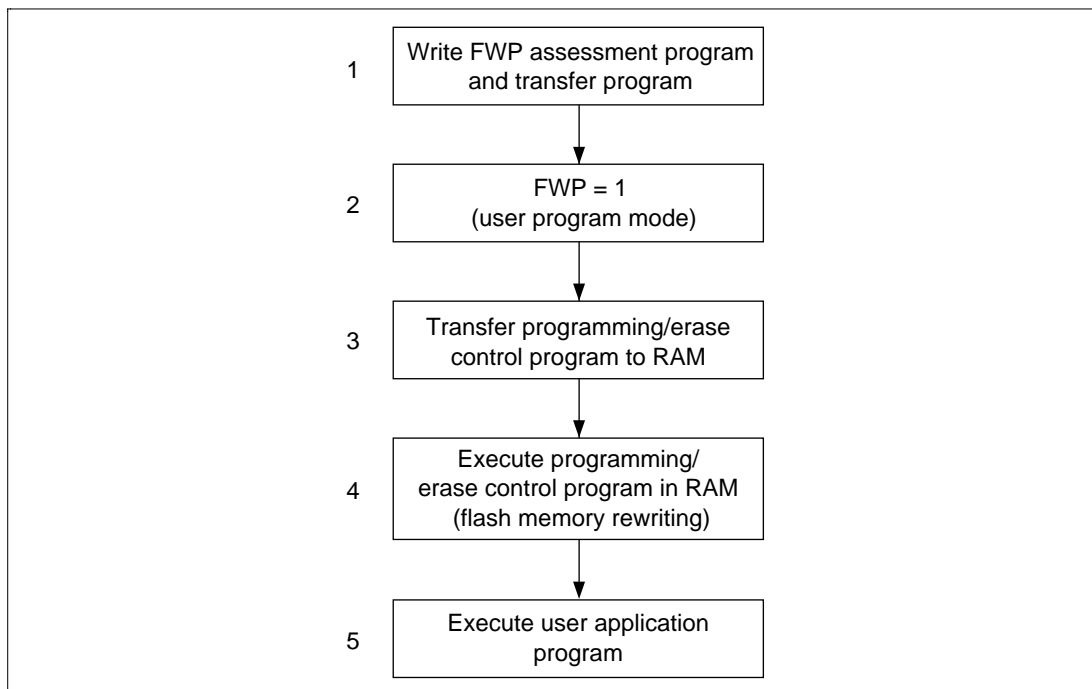 1
Write FWP assessment program
and transfer program
2
FWP = 1
(user program mode)
3
Transfer programming/erase
control program to RAM
4
Execute programming/
erase control program in RAM
(flash memory rewriting)
5
Execute user application
program